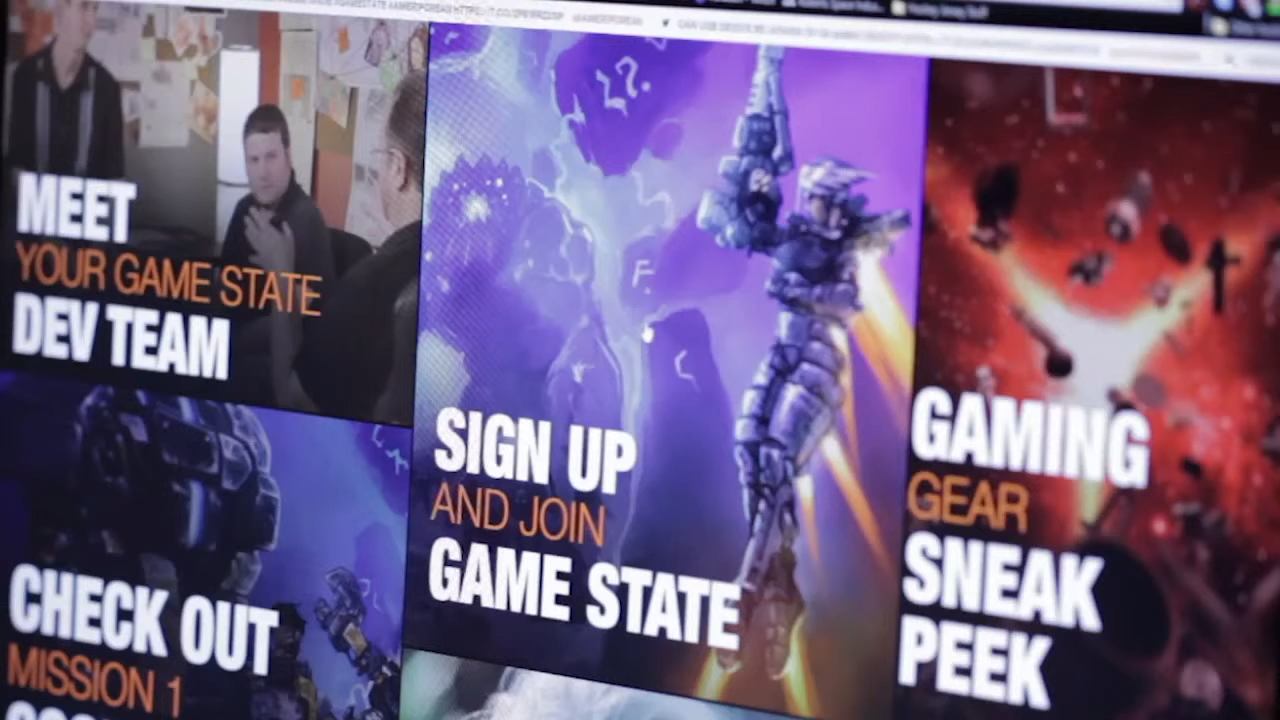 MEET
YOUR GAME STATE
DEV TEAM
SIGN UP
AND JOIN
GAME STATE
GAMING
GEAR
SNEAK
PEEK
CHECK OUT
MISSION 1